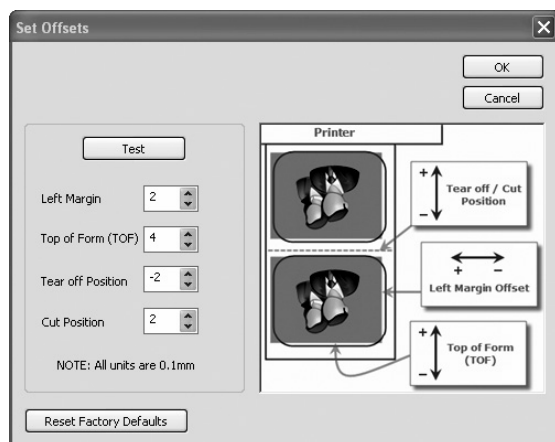 Set Offsets
OK
Cancel
Test
Left Margin 2
Top of Form (TOF) 4
Tear off Position -2
Cut Position 2
NOTE: All units are 0.1mm
Reset Factory Defaults
Printer
+
Tear off / Cut
Position
−
+ −
Left Margin Offset
+
Top of Form
(TOF)
−